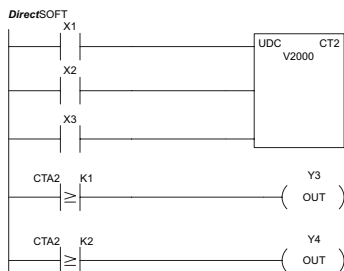 DirectSOFT
X1
UDC CT2
V2000
X2
X3
CTA2 K1 Y3
≥ OUT
CTA2 K2 Y4
≥ OUT